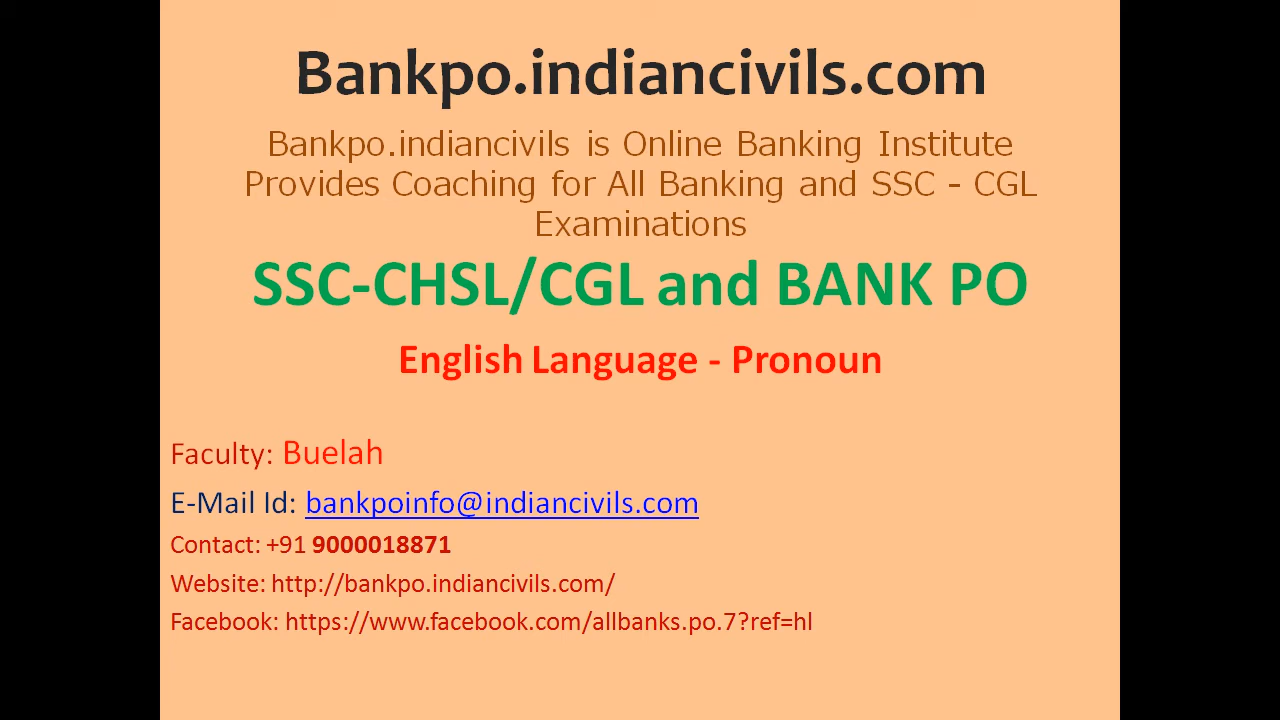 Bankpo.indiancivils.com
Bankpo.indiancivils is Online Banking Institute
Provides Coaching for All Banking and SSC - CGL
Examinations
SSC-CHSL/CGL and BANK PO
English Language - Pronoun
Faculty: Buelah
E-Mail Id: bankpoinfo@indiancivils.com
Contact: +91 9000018871
Website: http://bankpo.indiancivils.com/
Facebook: https://www.facebook.com/allbanks.po.7?ref=hl